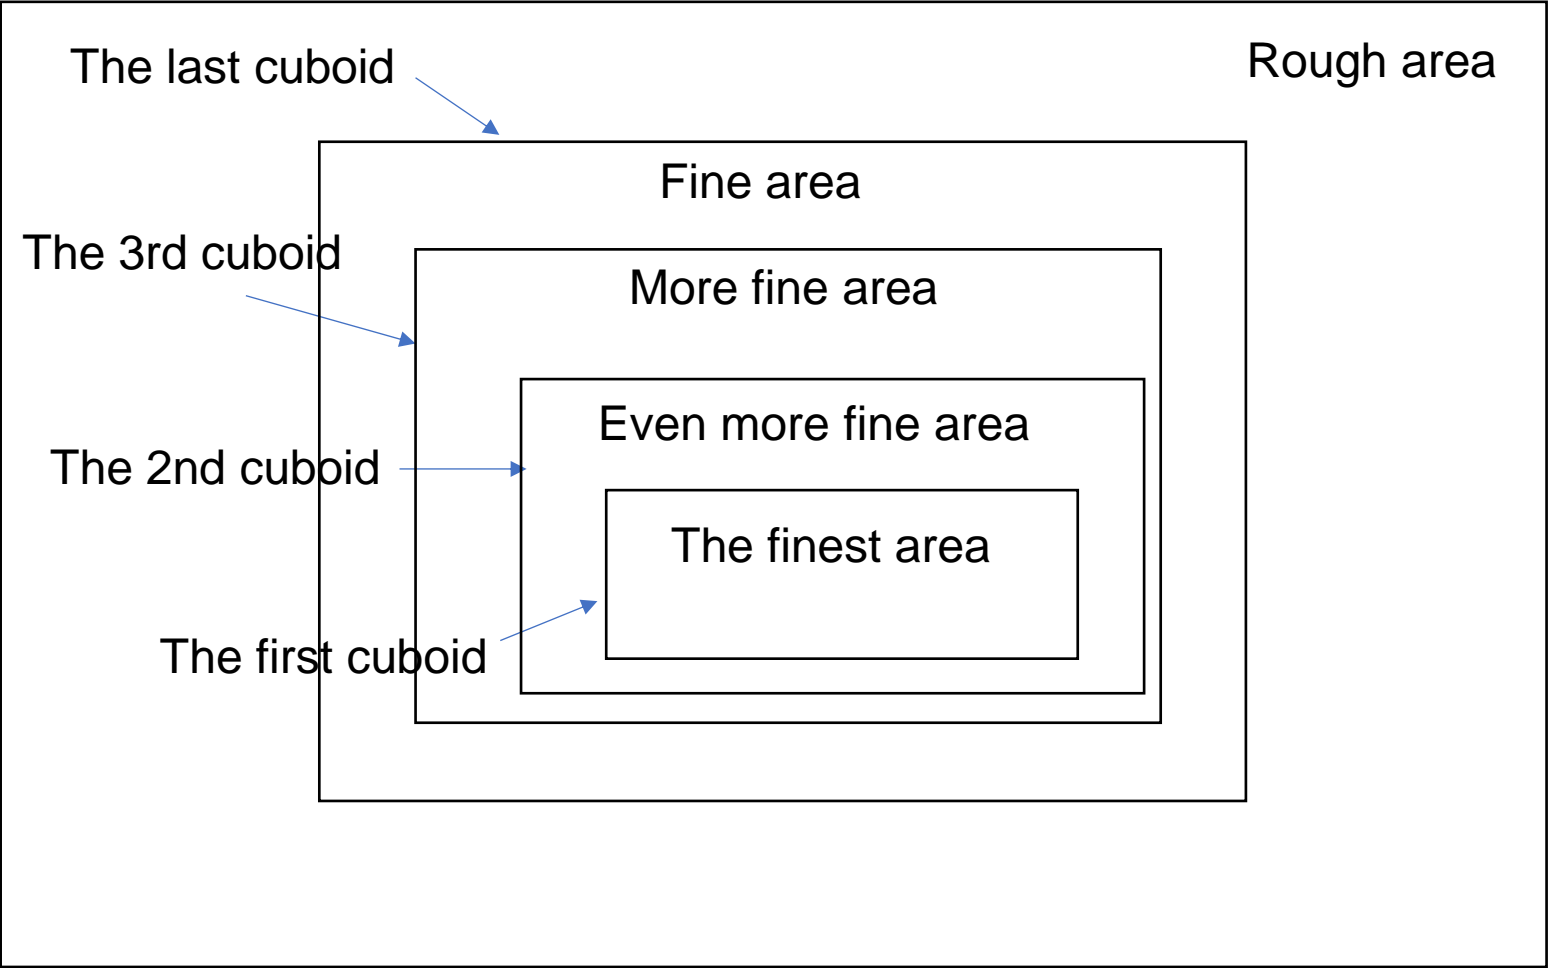 The last cuboid
Rough area
Fine area
The 3rd cuboid
More fine area
Even more fine area
The 2nd cuboid
The finest area
The first cuboid